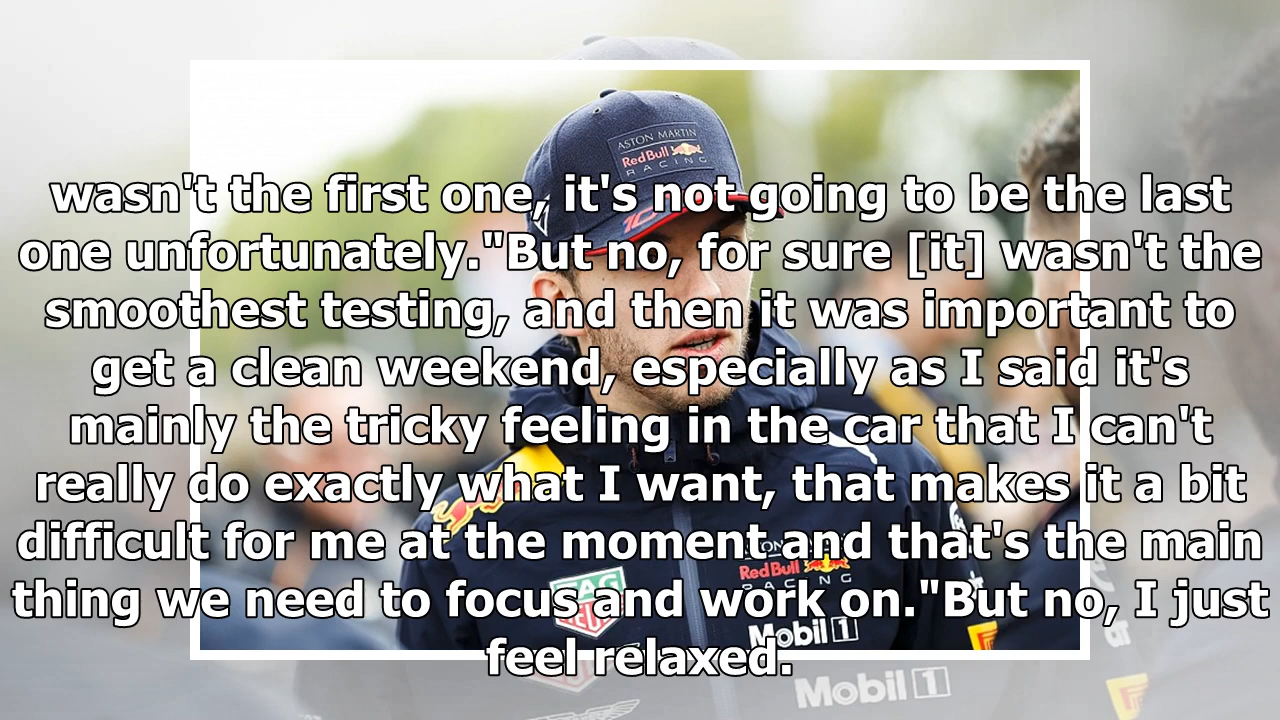 ASTON MARTIN
Red Bull
RACING
wasn't the first one, it's not going to be the last
one unfortunately."But no, for sure [it] wasn't the
smoothest testing, and then it was important to
get a clean weekend, especially as I said it's
mainly the tricky feeling in the car that I can't
really do exactly what I want, that makes it a bit
difficult for me at the moment and that's the main
thing we need to focus and work on."But no, I just
feel relaxed.
Red Bull
TAG
Mobil 1
Mobil 1